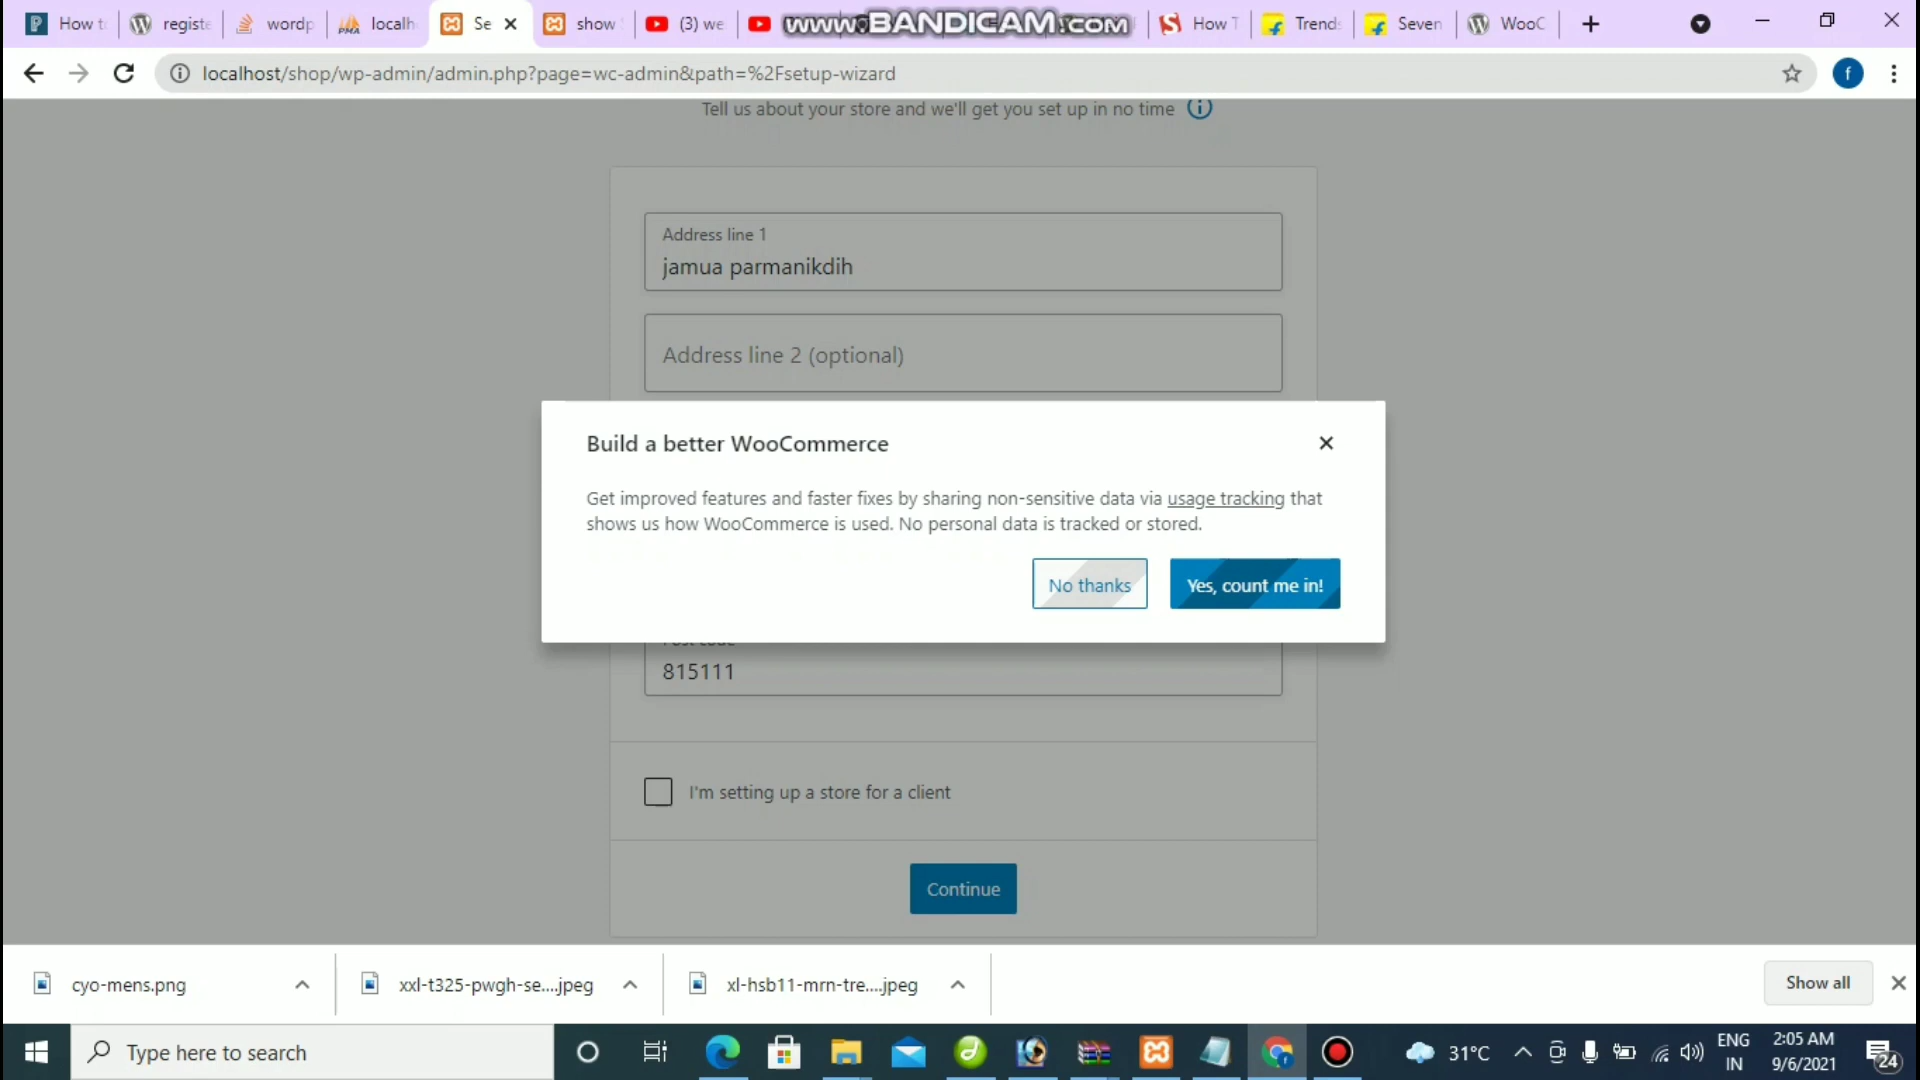 How t
registe
wordp
localh
Se
show
(3) we
www.BANDICAM.com
How T
Trend
Seven
WooC
localhost/shop/wp-admin/admin.php?page=wc-admin&path=%2Fsetup-wizard
f
Tell us about your store and we'll get you set up in no time
Address line 1
jamua parmanikdih
Address line 2 (optional)
Build a better WooCommerce
Get improved features and faster fixes by sharing non-sensitive data via usage tracking that
shows us how WooCommerce is used. No personal data is tracked or stored.
No thanks
Yes, count me in!
815111
I'm setting up a store for a client
Continue
cyo-mens.png
xxl-t325-pwgh-se....jpeg
xl-hsb11-mrn-tre....jpeg
Show all
Type here to search
31°C
ENG
IN
2:05 AM
9/6/2021
24